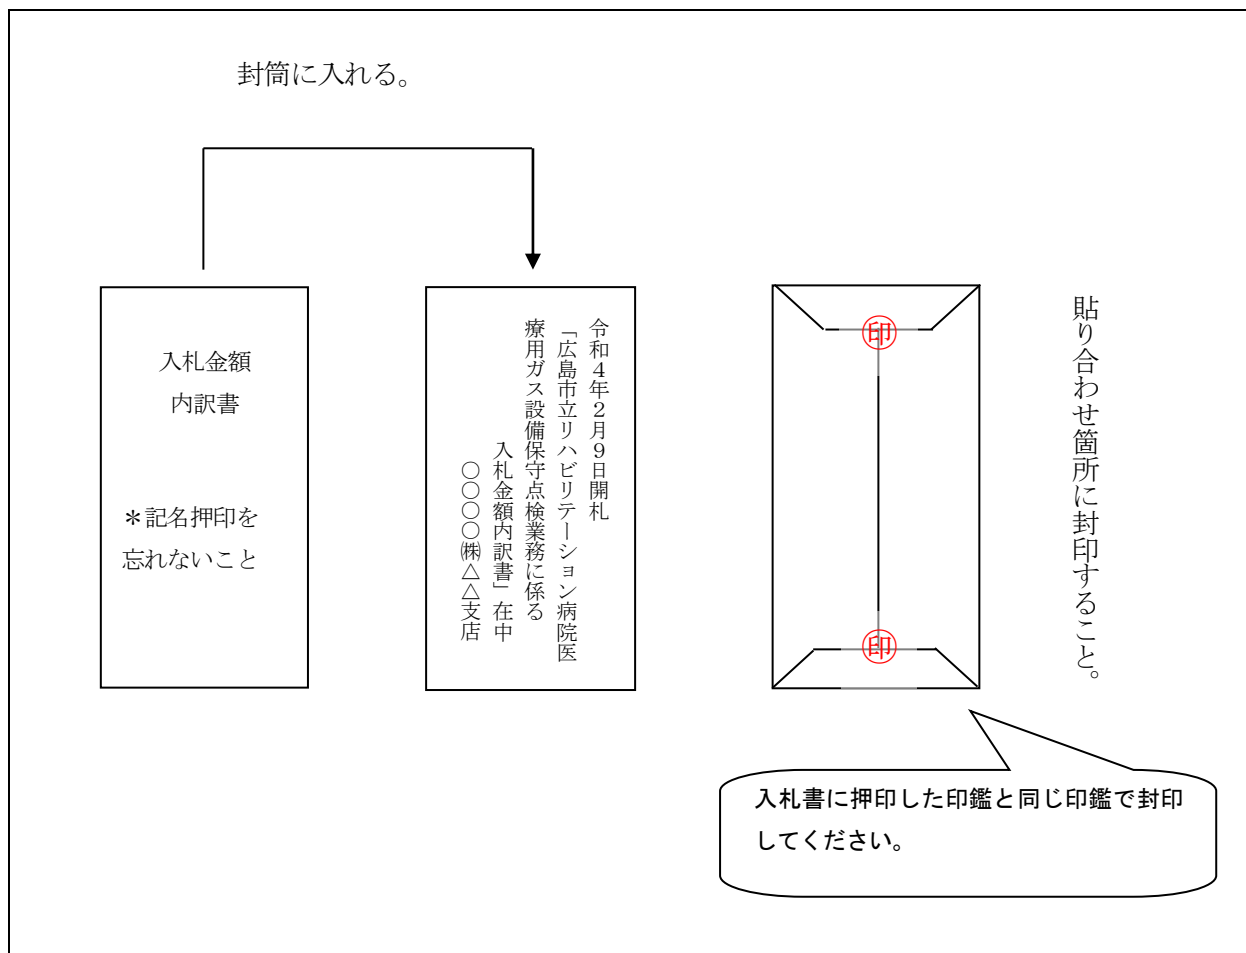 封筒に入れる。
入札金額
内訳書
＊記名押印を
忘れないこと
令和４年２月９日開札
「広島市立リハビリテーション病院医
療用ガス設備保守点検業務に係る
入札金額内訳書」在中
○○○○㈱△△支店
印
印
貼り合わせ箇所に封印すること。
入札書に押印した印鑑と同じ印鑑で封印
してください。